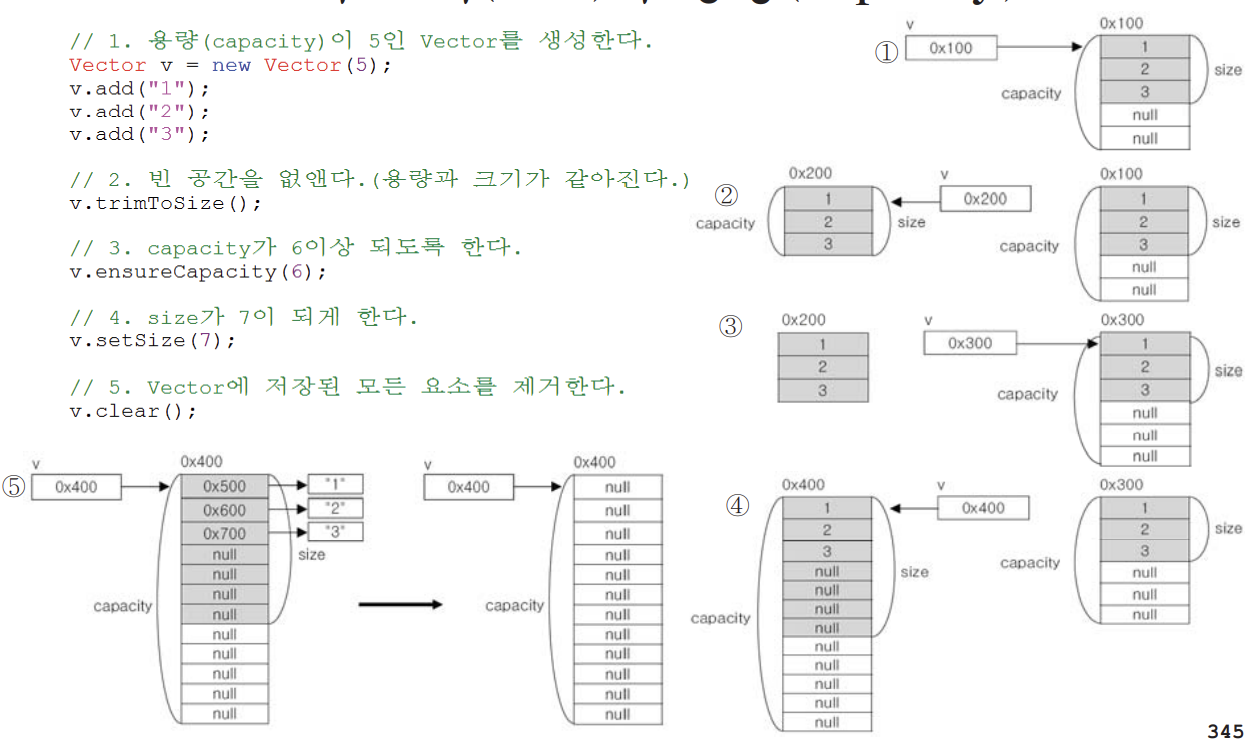 // 1. 용량(capacity)이 5인 Vector를 생성한다.
Vector v = new Vector(5);
v.add("1");
v.add("2");
v.add("3");
// 2. 빈 공간을 없앤다.(용량과 크기가 같아진다.)
v.trimToSize();
// 3. capacity가 6이상 되도록 한다.
v.ensureCapacity(6);
// 4. size가 7이 되게 한다.
v.setSize(7);
// 5. Vector에 저장된 모든 요소를 제거한다.
v.clear();
①
v
0x100
0x100
capacity
1
2
3
null
null
size
②
0x200
capacity
1
2
3
size
v
0x200
0x100
capacity
1
2
3
null
null
size
③
0x200
1
2
3
v
0x300
0x300
capacity
1
2
3
null
null
null
size
④
0x400
capacity
1
2
3
null
null
null
null
null
null
null
null
null
size
v
0x400
0x300
capacity
1
2
3
null
null
null
size
⑤
v
0x400
0x400
capacity
0x500
0x600
0x700
null
null
null
null
null
null
null
null
null
"1"
"2"
"3"
size
v
0x400
0x400
capacity
null
null
null
null
null
null
null
null
null
null
null
null
345